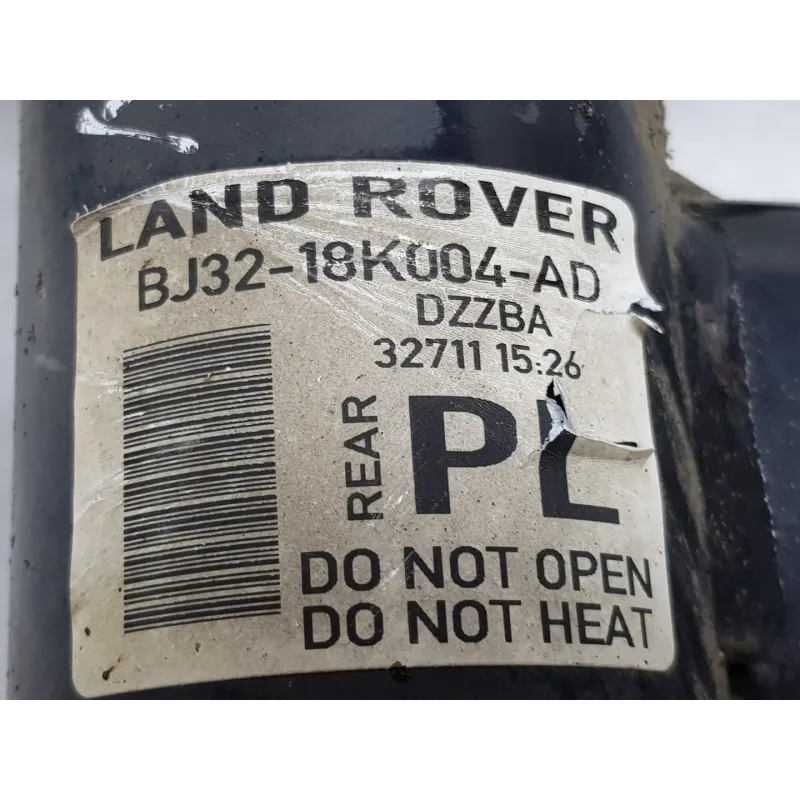 LAND ROVER
BJ32-18K004-AD
DZZBA
32711 15:26
REAR
PL
DO NOT OPEN
DO NOT HEAT